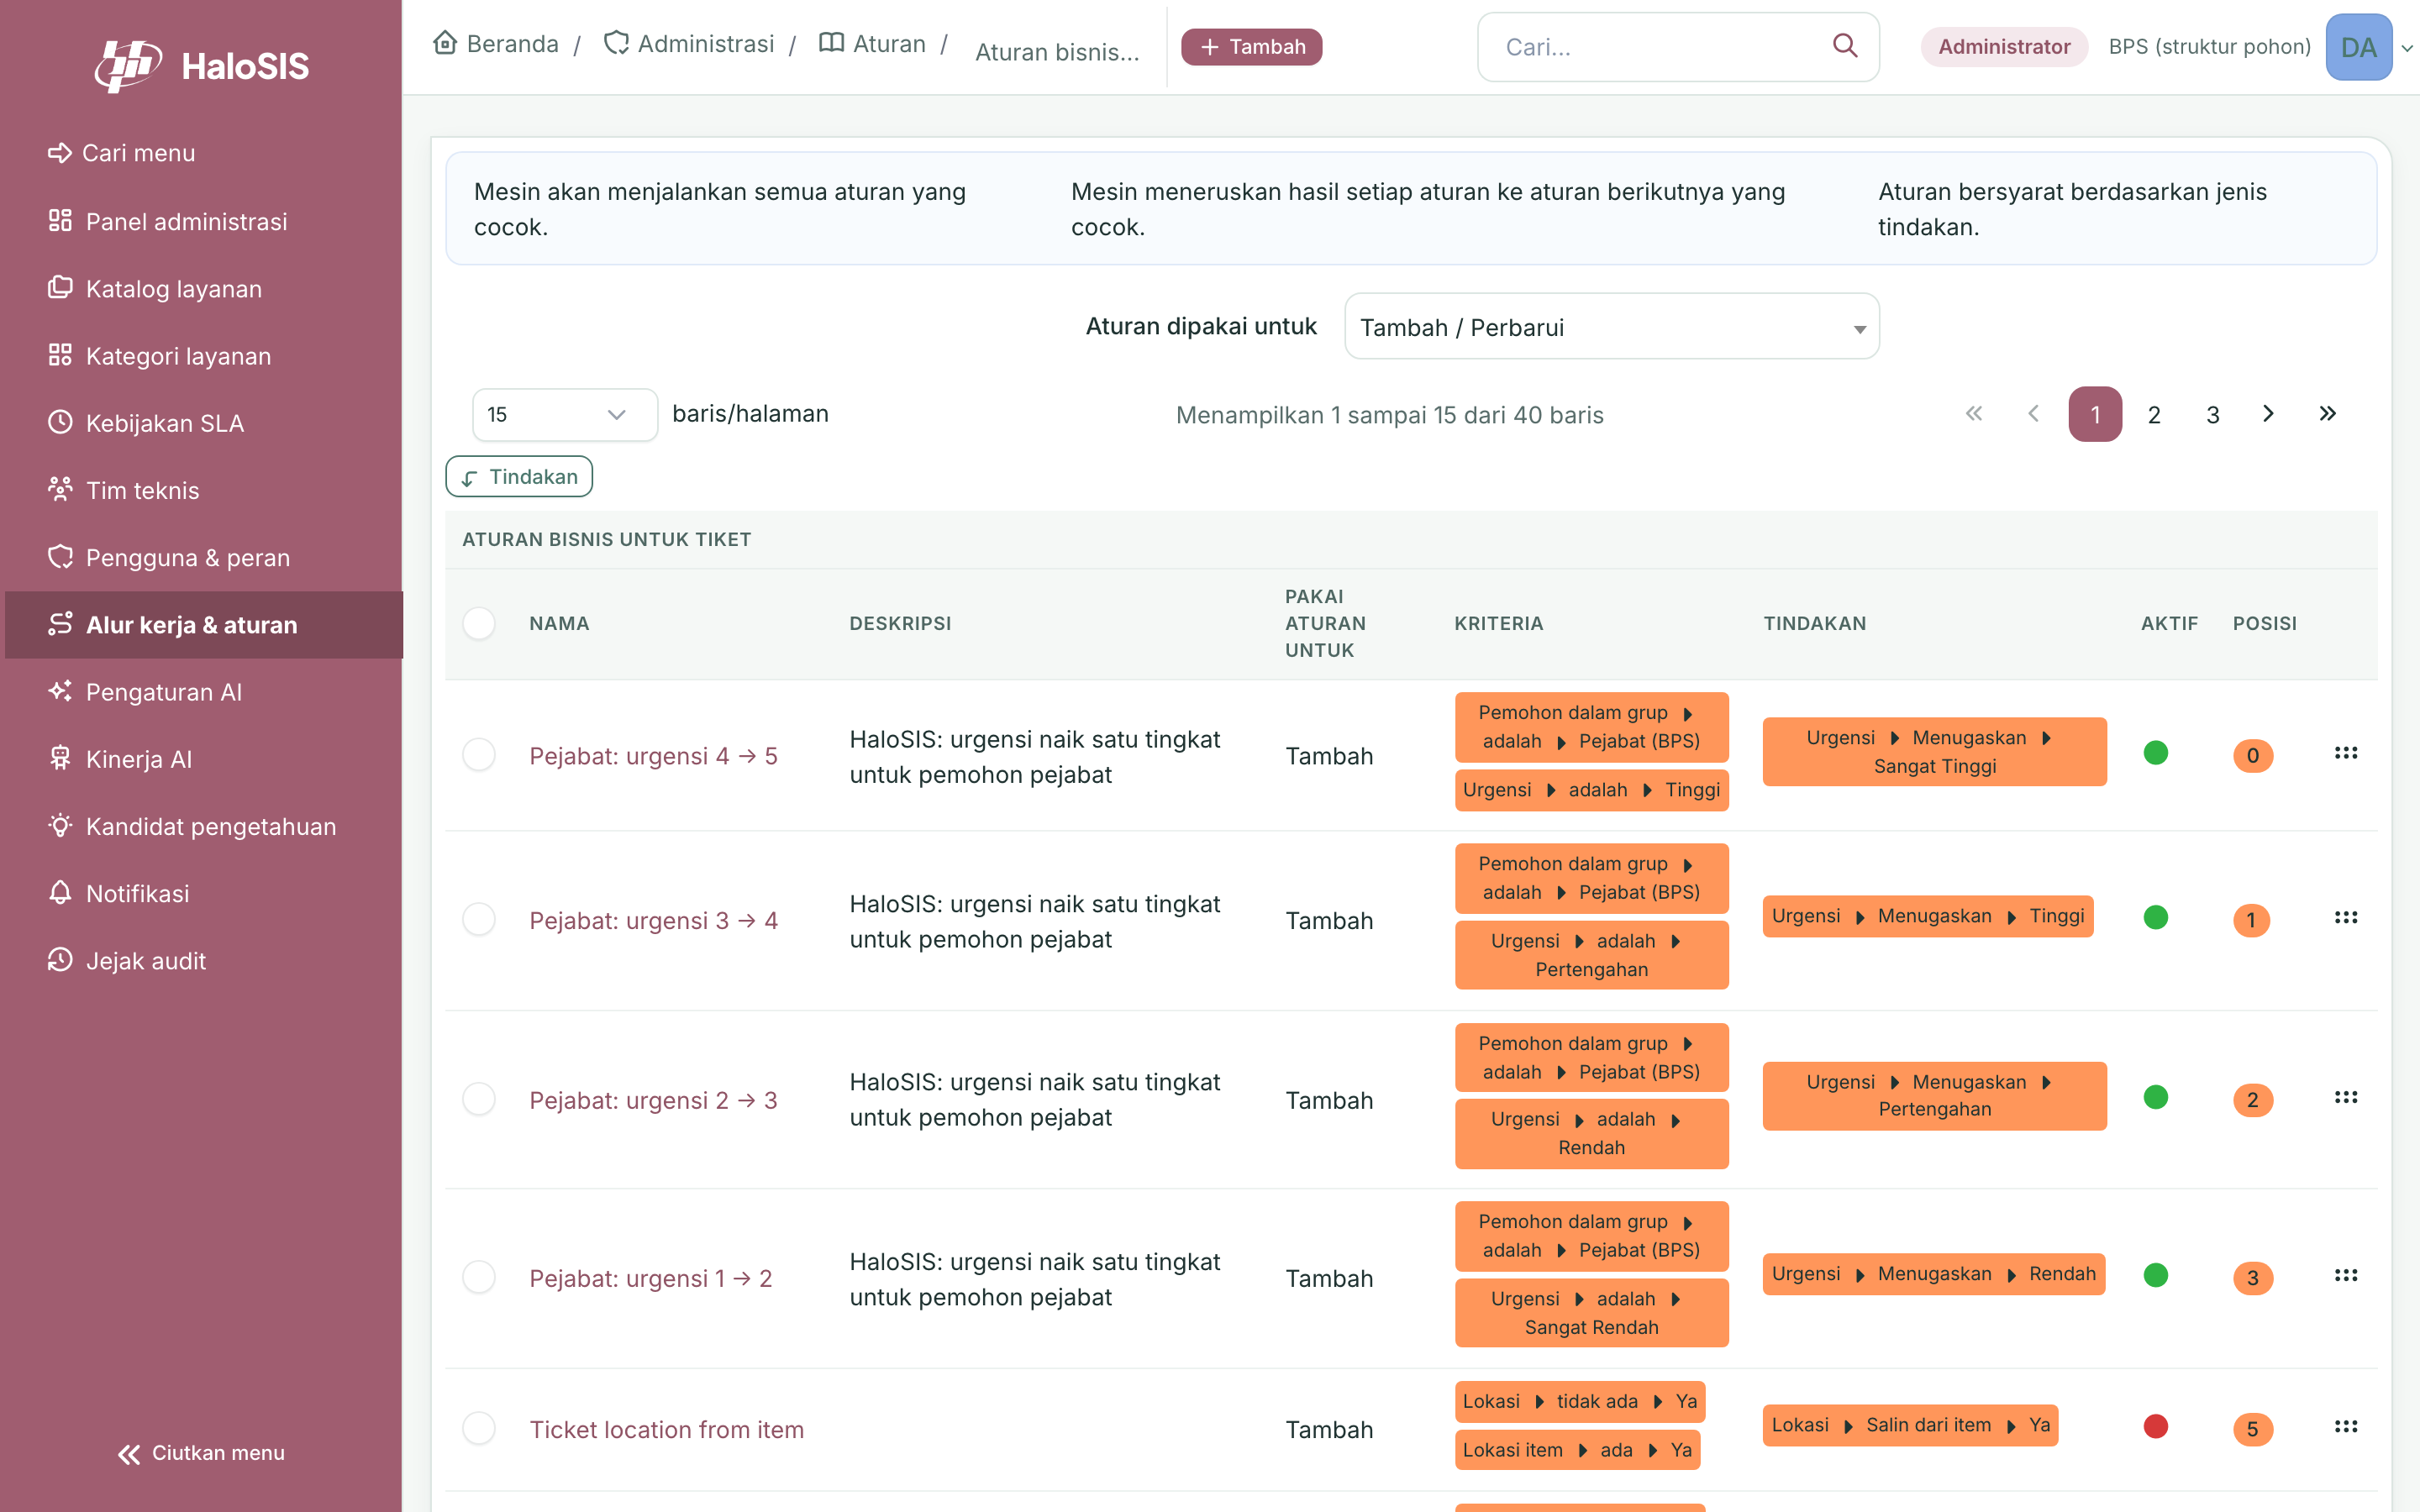 HaloSIS
Cari menu
Panel administrasi
Katalog layanan
Kategori layanan
Kebijakan SLA
Tim teknis
Pengguna & peran
Alur kerja & aturan
Pengaturan AI
Kinerja AI
Kandidat pengetahuan
Notifikasi
Jejak audit
Ciutkan menu
Beranda / Administrasi / Aturan / Aturan bisnis...
+ Tambah
Cari...
Administrator
BPS (struktur pohon)
DA
Mesin akan menjalankan semua aturan yang
cocok.
Mesin meneruskan hasil setiap aturan ke aturan berikutnya yang
cocok.
Aturan bersyarat berdasarkan jenis
tindakan.
Aturan dipakai untuk
Tambah / Perbarui
15
baris/halaman
Menampilkan 1 sampai 15 dari 40 baris
« ‹ 1 2 3 › »
Tindakan
ATURAN BISNIS UNTUK TIKET
NAMA
DESKRIPSI
PAKAI
ATURAN
UNTUK
KRITERIA
TINDAKAN
AKTIF
POSISI
Pejabat: urgensi 4 → 5
HaloSIS: urgensi naik satu tingkat
untuk pemohon pejabat
Tambah
Pemohon dalam grup
adalah Pejabat (BPS)
Urgensi adalah Tinggi
Urgensi Menugaskan
Sangat Tinggi
0
Pejabat: urgensi 3 → 4
HaloSIS: urgensi naik satu tingkat
untuk pemohon pejabat
Tambah
Pemohon dalam grup
adalah Pejabat (BPS)
Urgensi adalah
Pertengahan
Urgensi Menugaskan Tinggi
1
Pejabat: urgensi 2 → 3
HaloSIS: urgensi naik satu tingkat
untuk pemohon pejabat
Tambah
Pemohon dalam grup
adalah Pejabat (BPS)
Urgensi adalah
Rendah
Urgensi Menugaskan
Pertengahan
2
Pejabat: urgensi 1 → 2
HaloSIS: urgensi naik satu tingkat
untuk pemohon pejabat
Tambah
Pemohon dalam grup
adalah Pejabat (BPS)
Urgensi adalah
Sangat Rendah
Urgensi Menugaskan Rendah
3
Ticket location from item
Tambah
Lokasi tidak ada Ya
Lokasi item ada Ya
Lokasi Salin dari item Ya
5